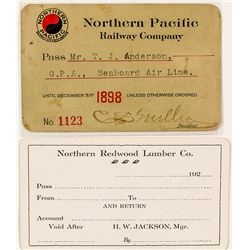 NORTHERN
PACIFIC
Northern Pacific
Railway Company
Pass Mr. T. J. Anderson,
G.P.A., Seaboard Air Line.
UNTIL DECEMBER 31ST 1898 UNLESS OTHERWISE ORDERED
No 1123
President
Northern Redwood Lumber Co.
192
Pass
From To
AND RETURN
Account
Void After H. W. JACKSON, Mgr.
By